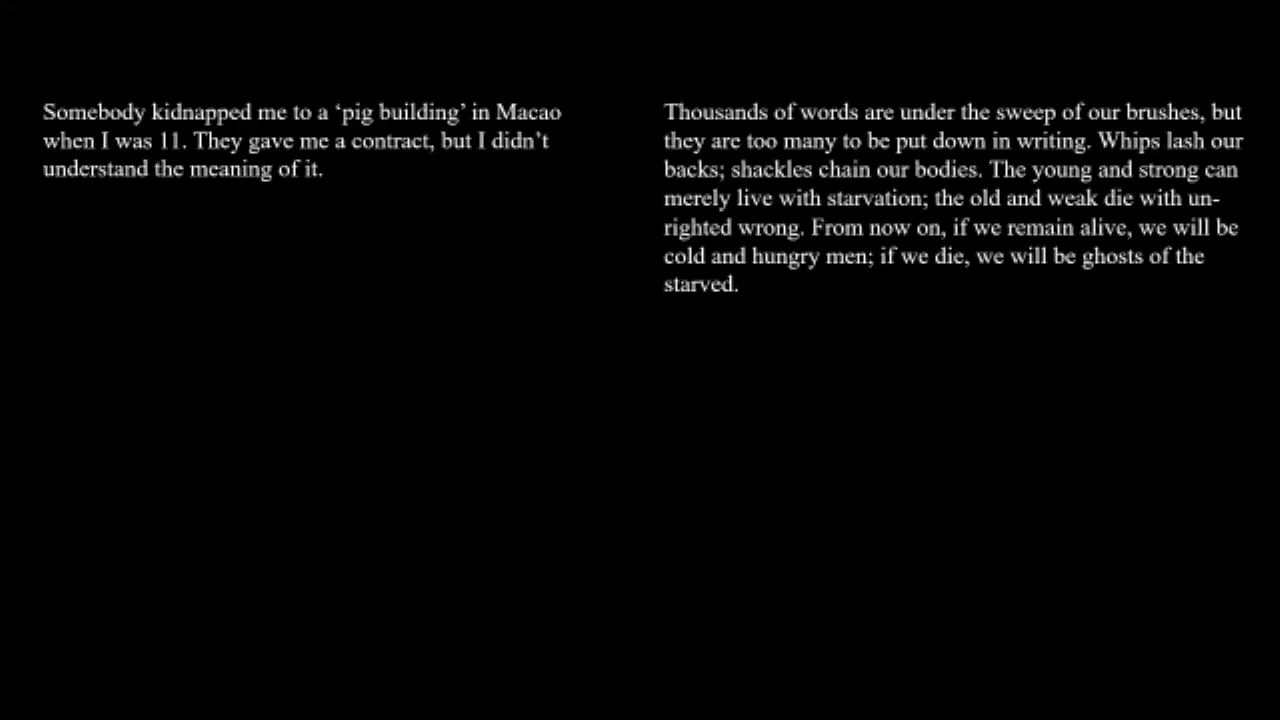 Somebody kidnapped me to a ‘pig building’ in Macao
when I was 11. They gave me a contract, but I didn’t
understand the meaning of it.
Thousands of words are under the sweep of our brushes, but
they are too many to be put down in writing. Whips lash our
backs; shackles chain our bodies. The young and strong can
merely live with starvation; the old and weak die with un-
righted wrong. From now on, if we remain alive, we will be
cold and hungry men; if we die, we will be ghosts of the
starved.